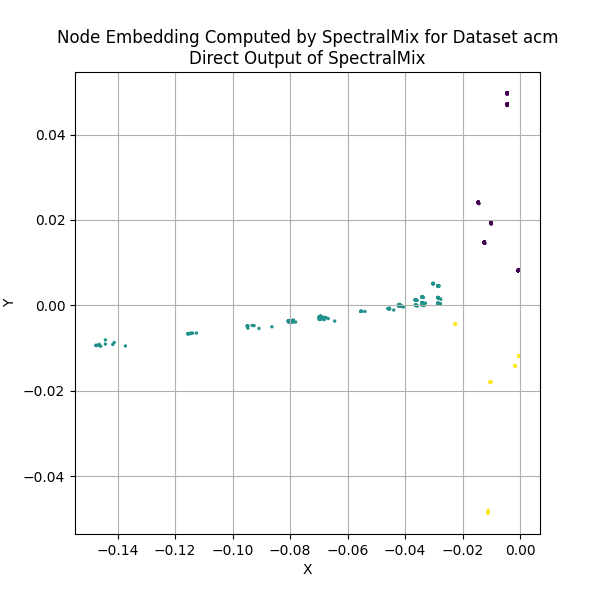 Node Embedding Computed by SpectralMix for Dataset acm
Direct Output of SpectralMix
0.04
0.02
0.00
−0.02
−0.04
Y
−0.14 −0.12 −0.10 −0.08 −0.06 −0.04 −0.02 0.00
X